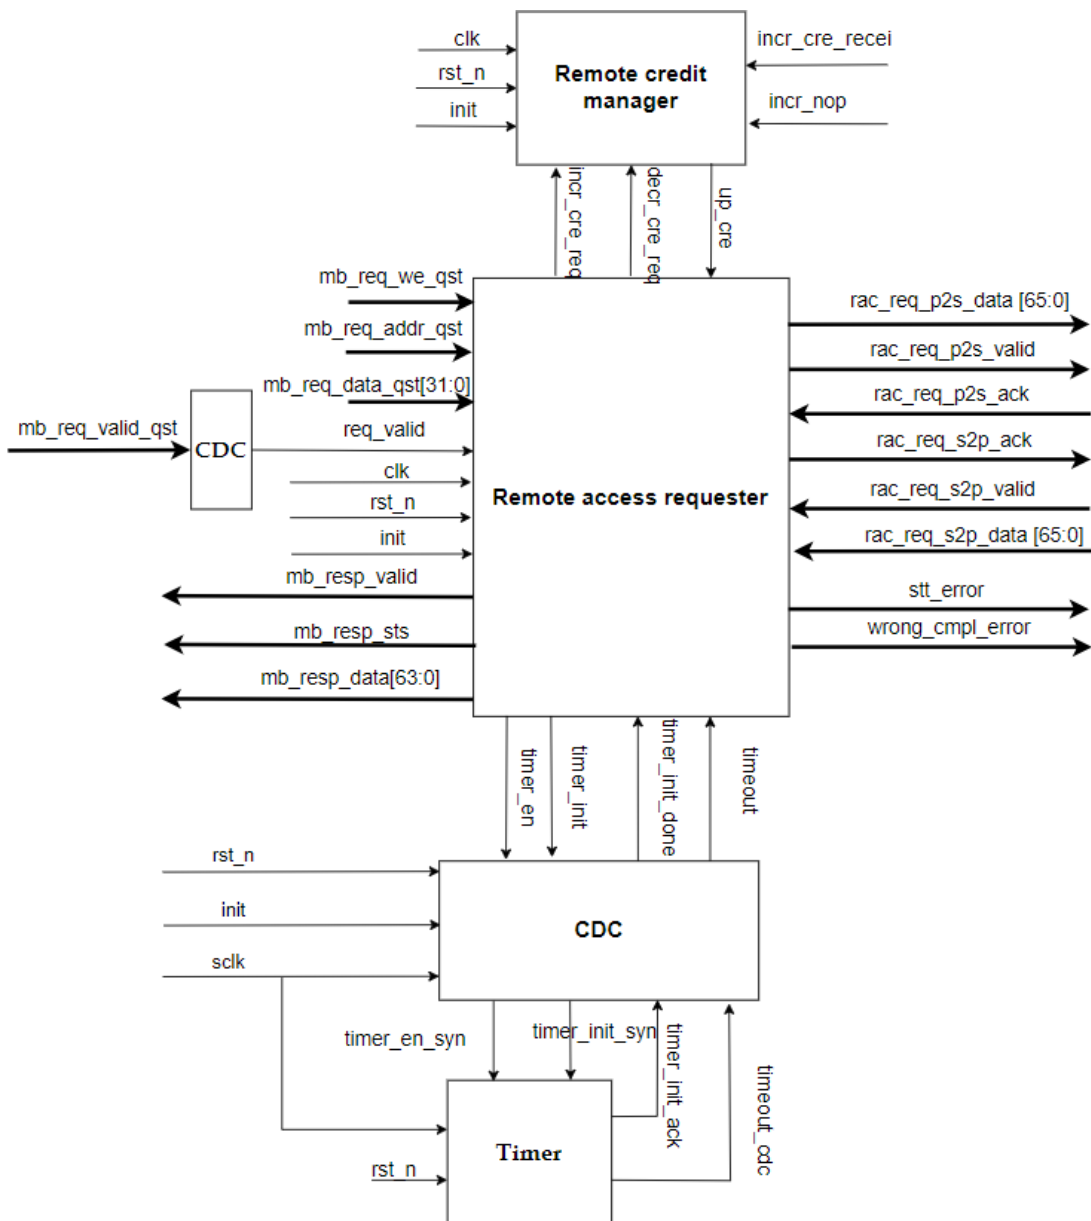 clk
rst_n
init
Remote credit
manager
incr_cre_recei
incr_nop
incr_cre_req
decr_cre_req
up_cre
mb_req_we_qst
mb_req_addr_qst
mb_req_data_qst[31:0]
mb_req_valid_qst
CDC
req_valid
clk
rst_n
init
mb_resp_valid
mb_resp_sts
mb_resp_data[63:0]
Remote access requester
rac_req_p2s_data [65:0]
rac_req_p2s_valid
rac_req_p2s_ack
rac_req_s2p_ack
rac_req_s2p_valid
rac_req_s2p_data [65:0]
stt_error
wrong_cmpl_error
timer_en
timer_init
timer_init_done
timeout
rst_n
init
sclk
CDC
timer_en_syn
timer_init_syn
timer_init_ack
timeout_cdc
rst_n
Timer